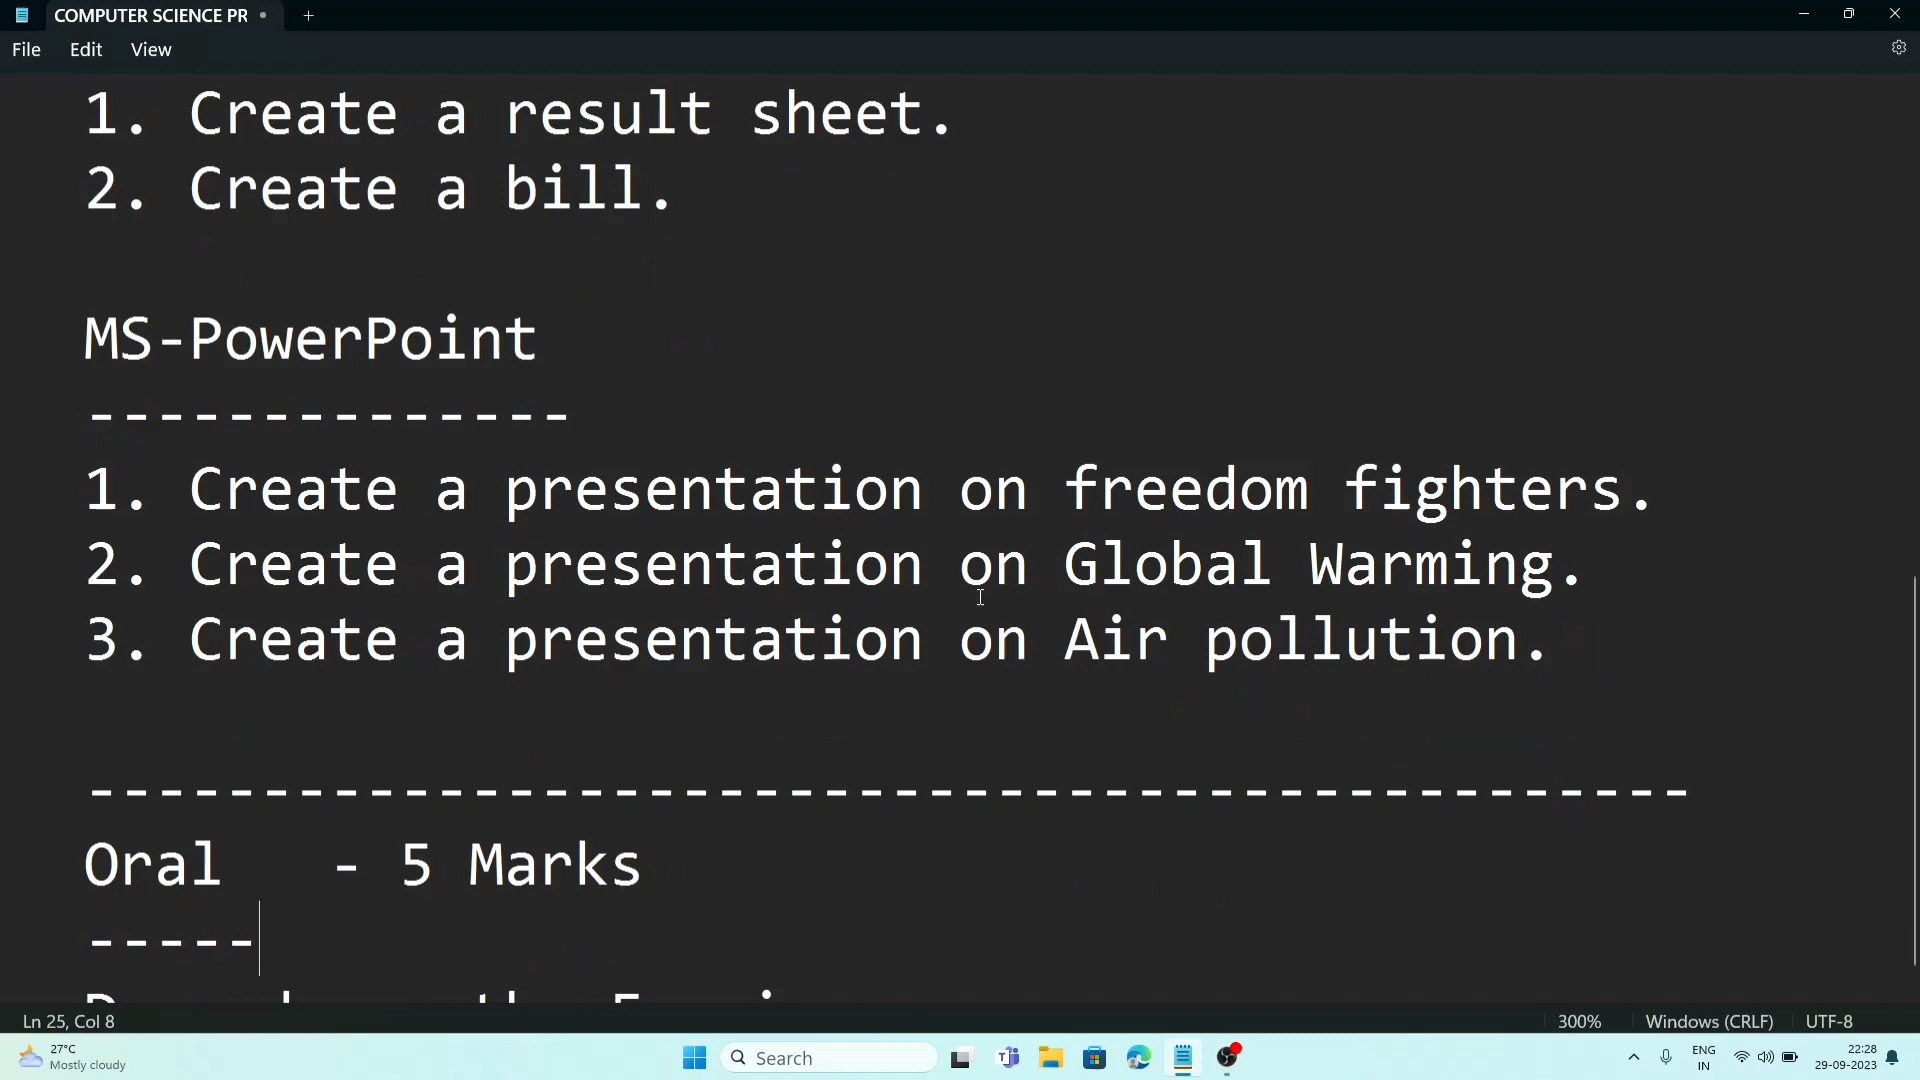 COMPUTER SCIENCE PR
File Edit View
1. Create a result sheet.
2. Create a bill.
MS-PowerPoint
--------------
1. Create a presentation on freedom fighters.
2. Create a presentation on Global Warming.
3. Create a presentation on Air pollution.
----------------------------------------------
Oral - 5 Marks
-----
Ln 25, Col 8 300% Windows (CRLF) UTF-8
27°C
Mostly cloudy
Search
ENG
IN
22:28
29-09-2023